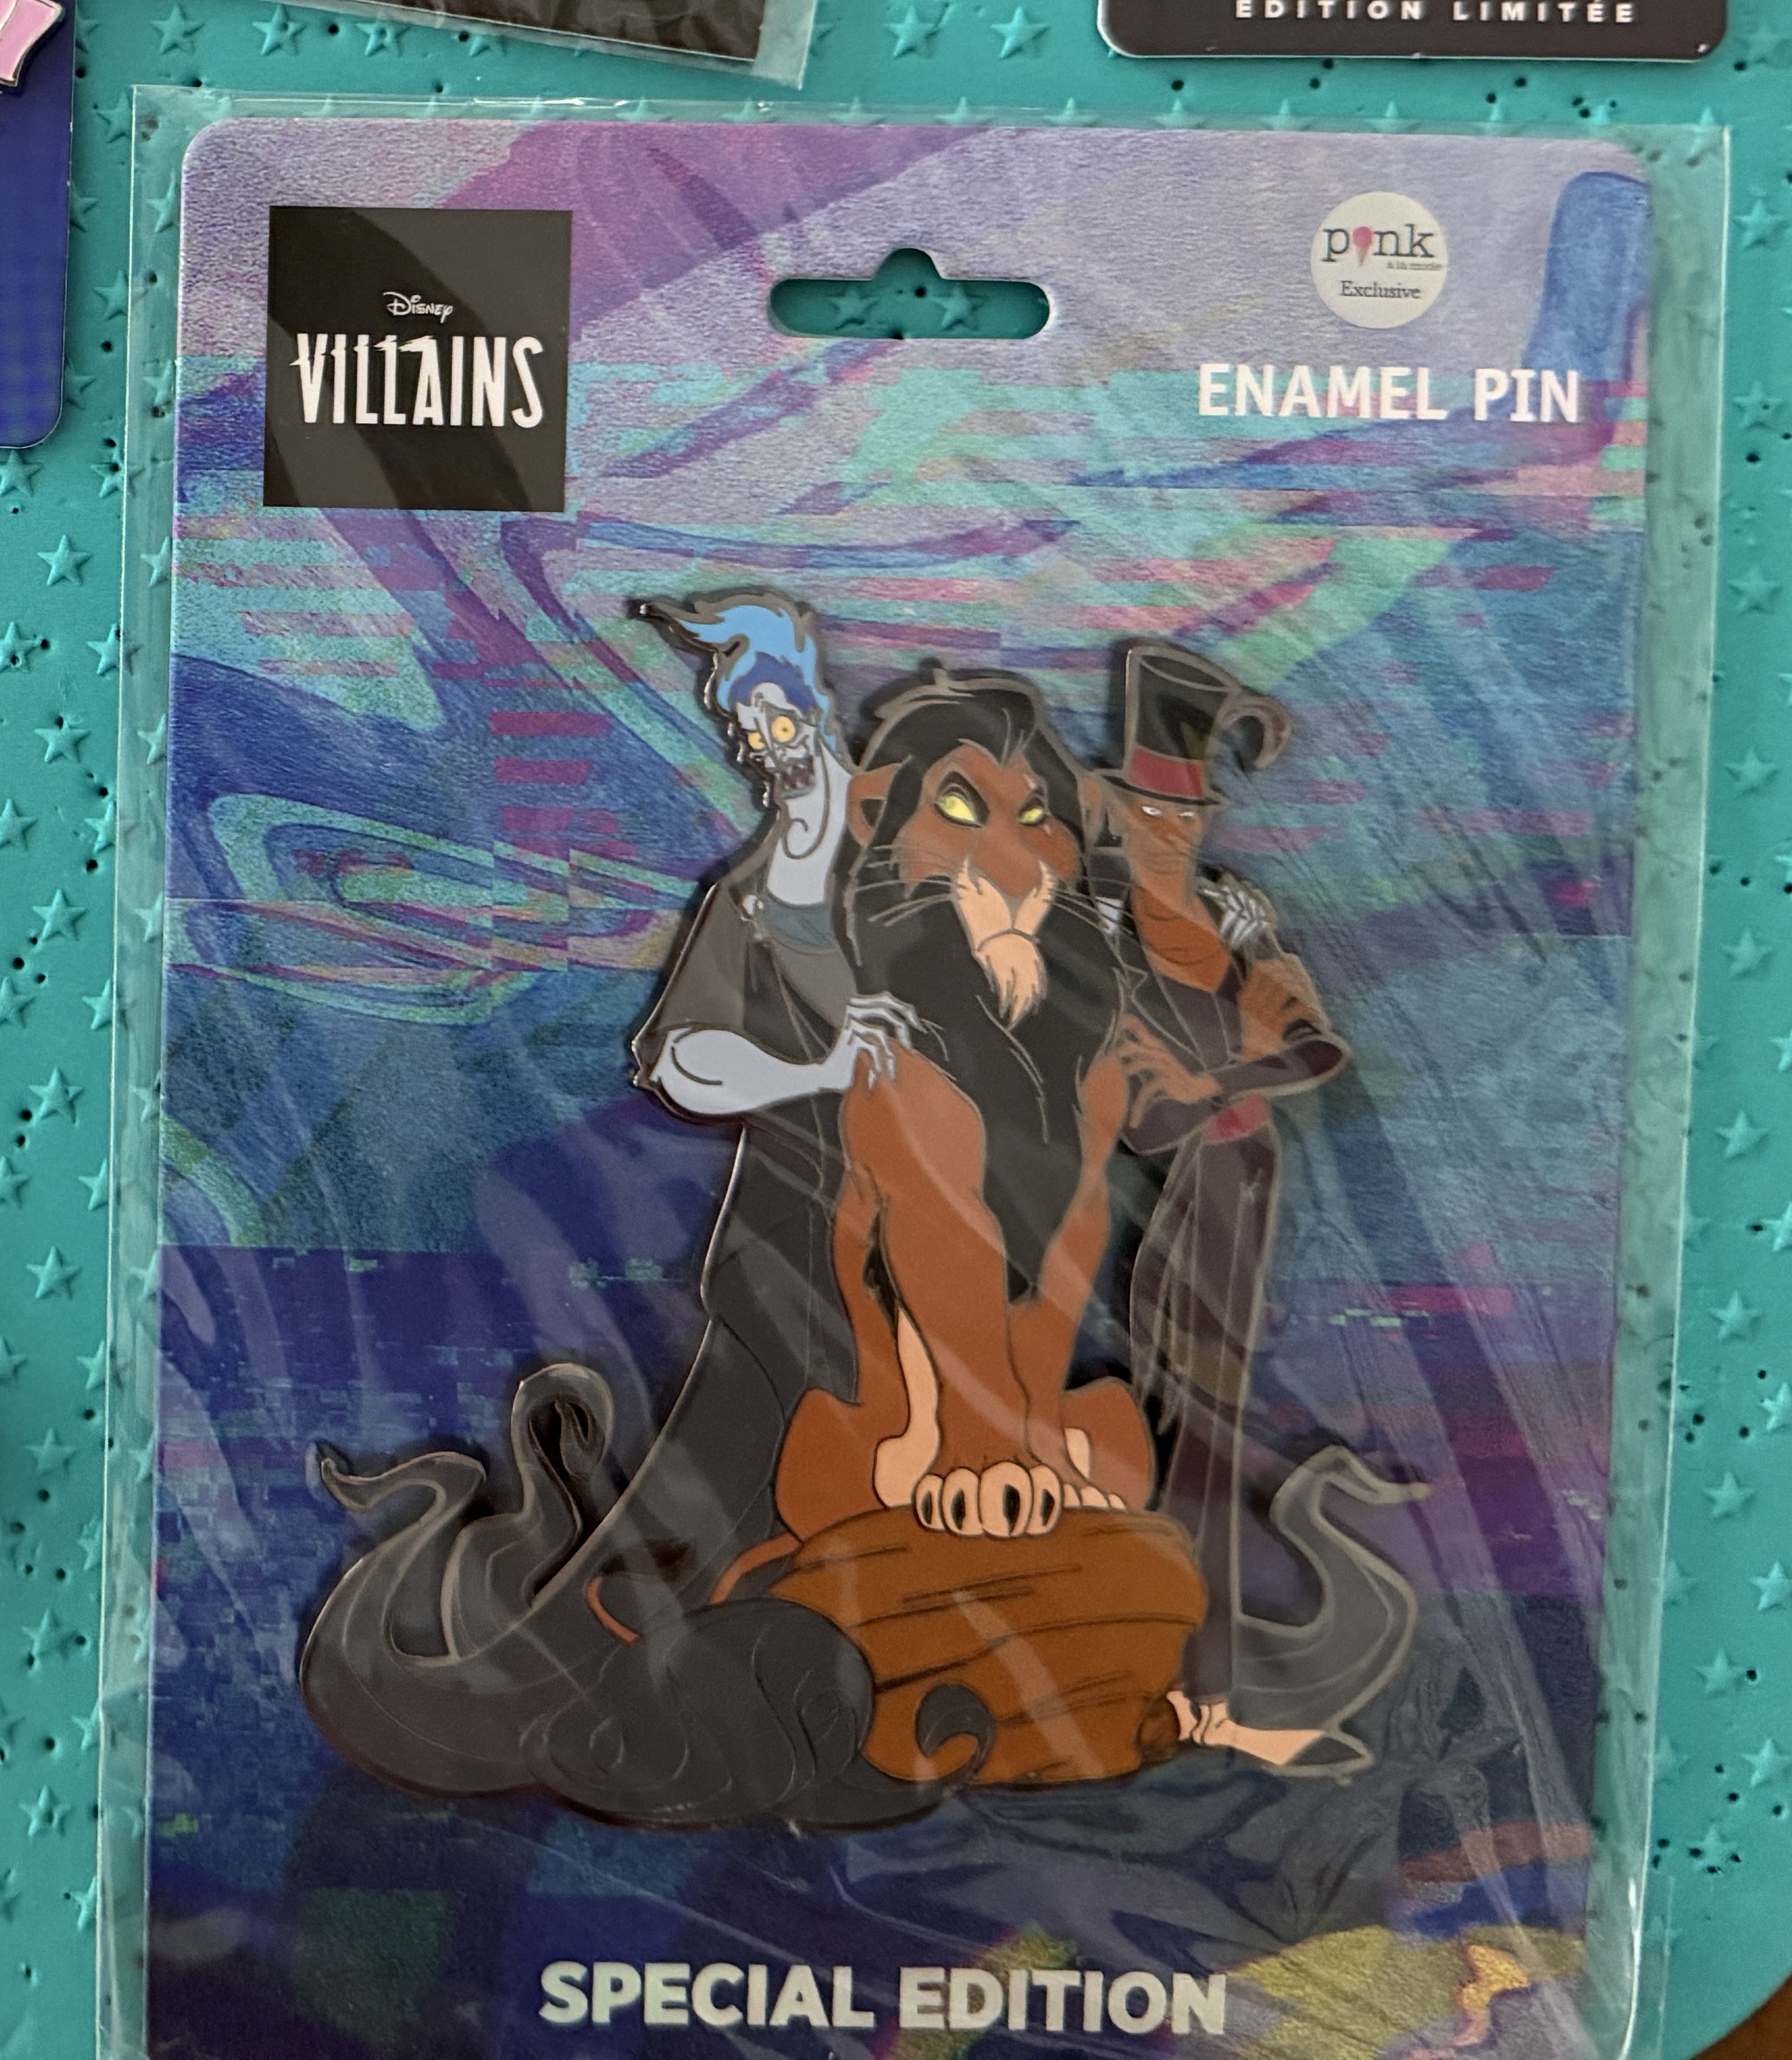 EDITION LIMITÉE
Disney
VILLAINS
pink
a la mode
Exclusive
ENAMEL PIN
SPECIAL EDITION